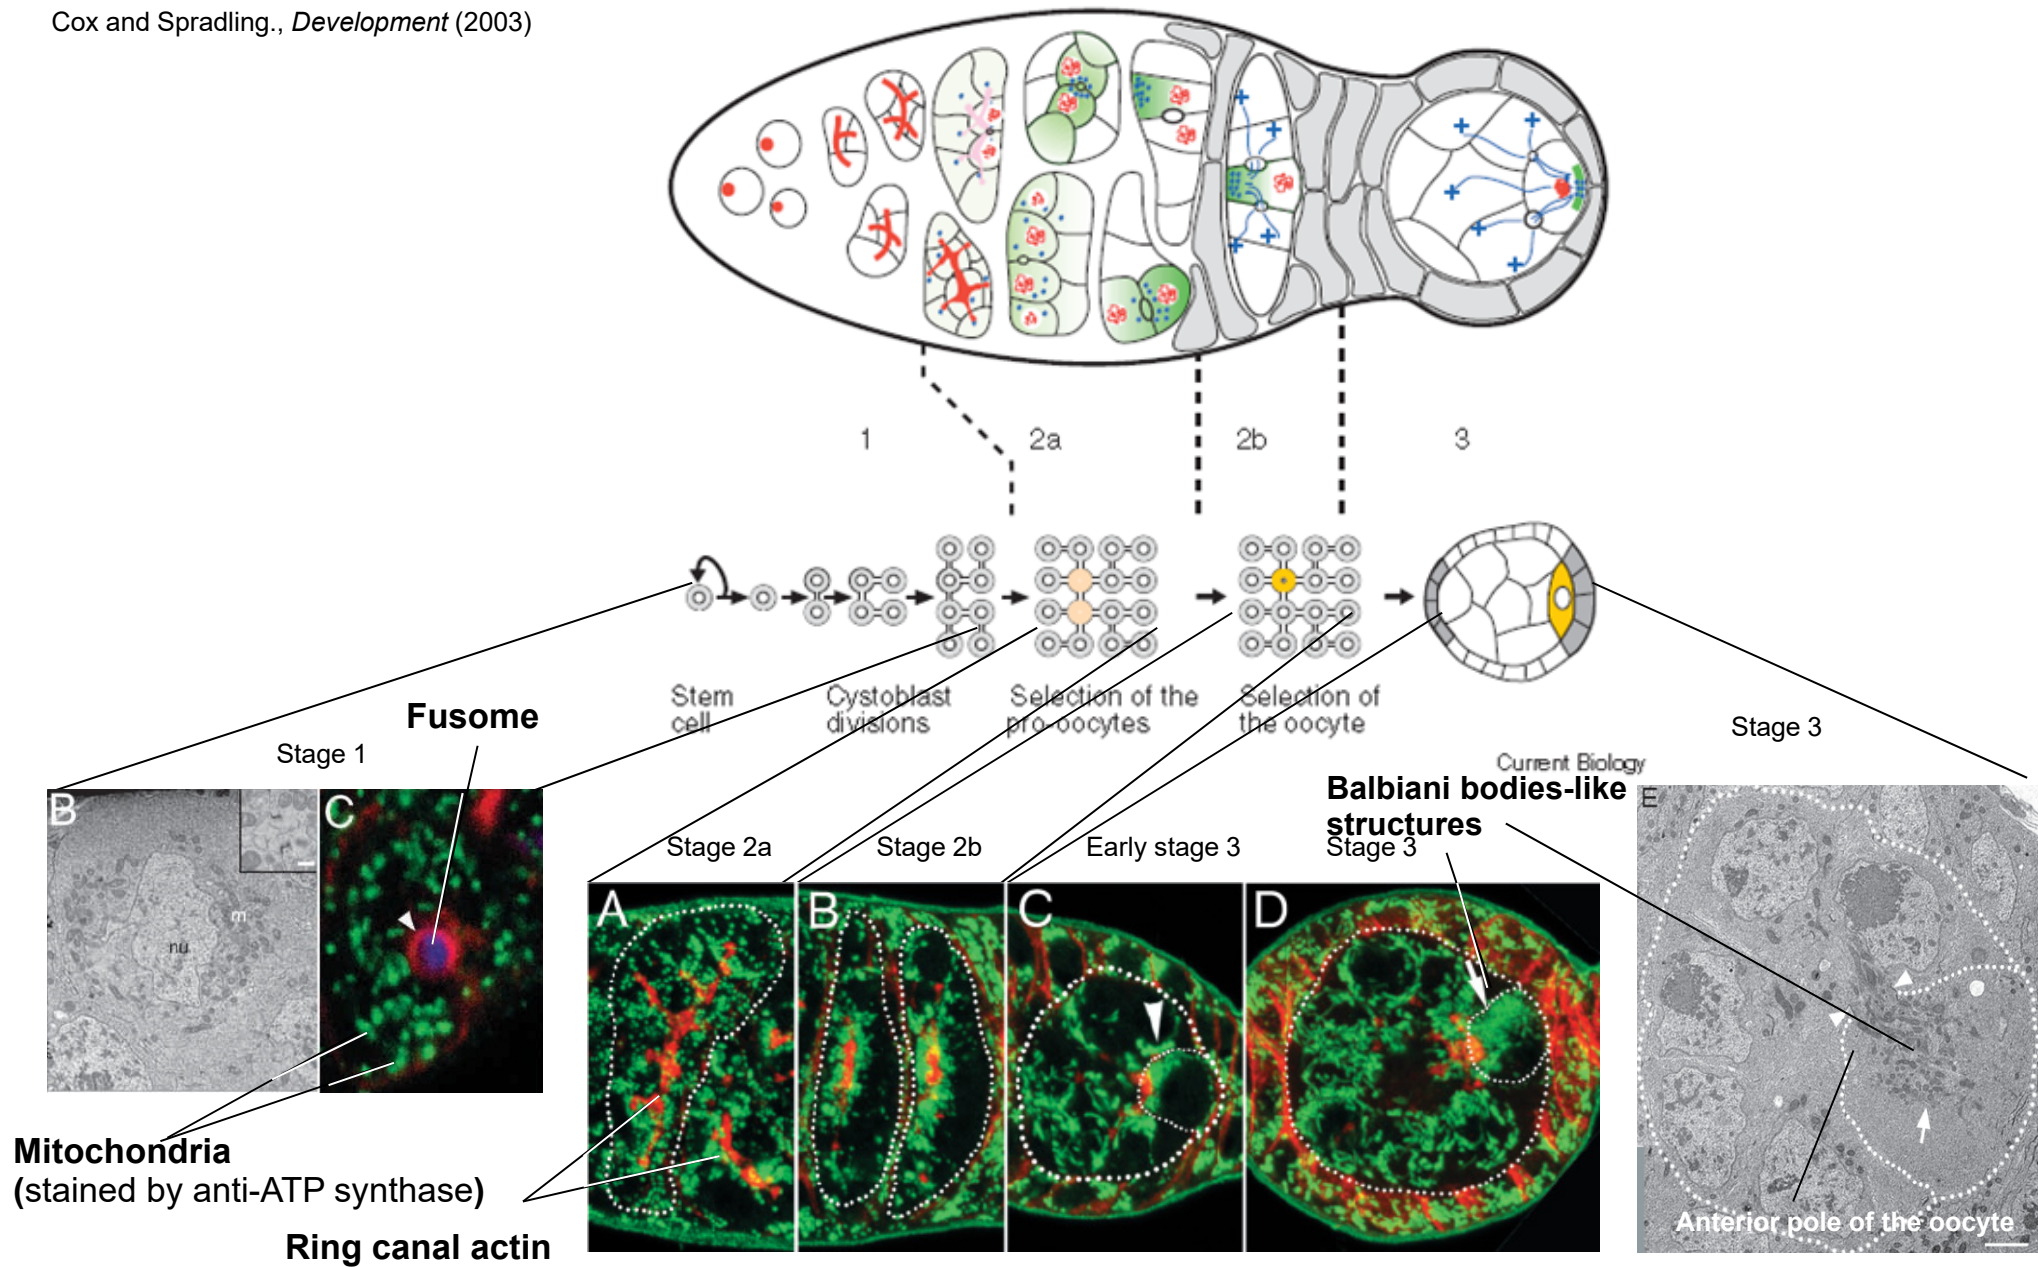 Cox and Spradling., Development (2003)
1
2a
2b
3
Stem
cell
Cystoblast
divisions
Selection of the
pro-oocytes
Selection of
the oocyte
Current Biology
Fusome
Stage 1
Stage 2a
Stage 2b
Early stage 3
Stage 3
Balbiani bodies-like
structures
Stage 3
B
m
nu
C
A
B
C
D
E
Mitochondria
(stained by anti-ATP synthase)
Ring canal actin
Anterior pole of the oocyte